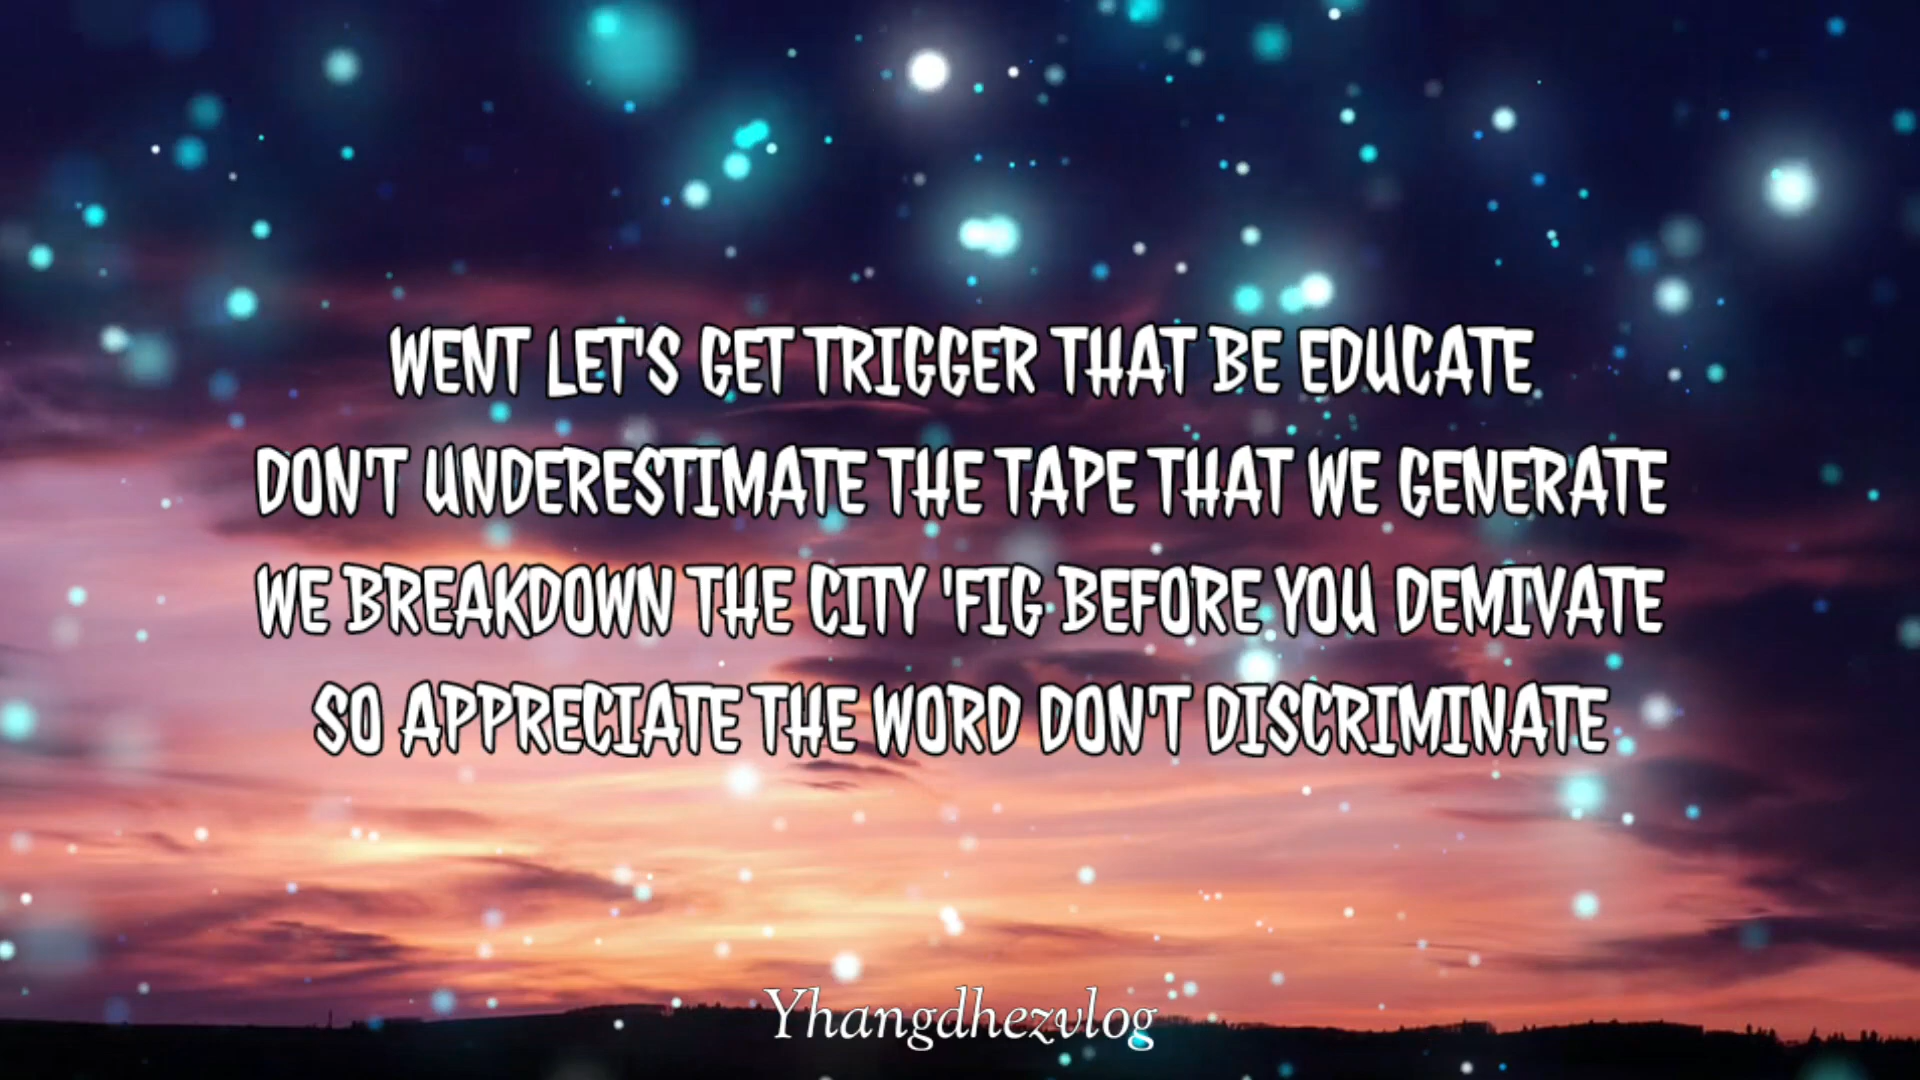 WENT LET'S GET TRIGGER THAT BE EDUCATE
DON'T UNDERESTIMATE THE TAPE THAT WE GENERATE
WE BREAKDOWN THE CITY 'FIG BEFORE YOU DEMIVATE
SO APPRECIATE THE WORD DON'T DISCRIMINATE
Yhangdhezvlog